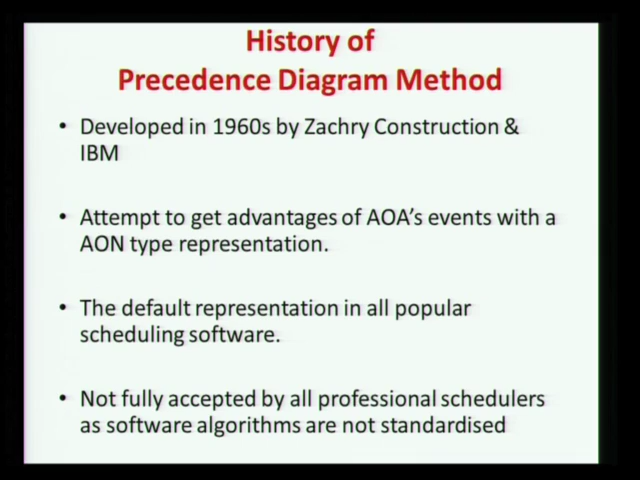 History of
Precedence Diagram Method
• Developed in 1960s by Zachry Construction &
IBM
• Attempt to get advantages of AOA's events with a
AON type representation.
• The default representation in all popular
scheduling software.
• Not fully accepted by all professional schedulers
as software algorithms are not standardised